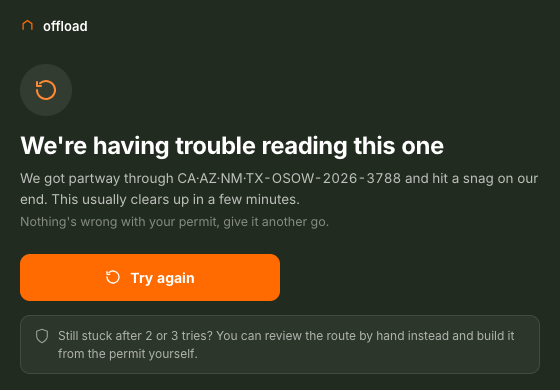 offload
We're having trouble reading this one
We got partway through CA·AZ·NM·TX-OSOW-2026-3788 and hit a snag on our
end. This usually clears up in a few minutes.
Nothing's wrong with your permit, give it another go.
Try again
Still stuck after 2 or 3 tries? You can review the route by hand instead and build it
from the permit yourself.